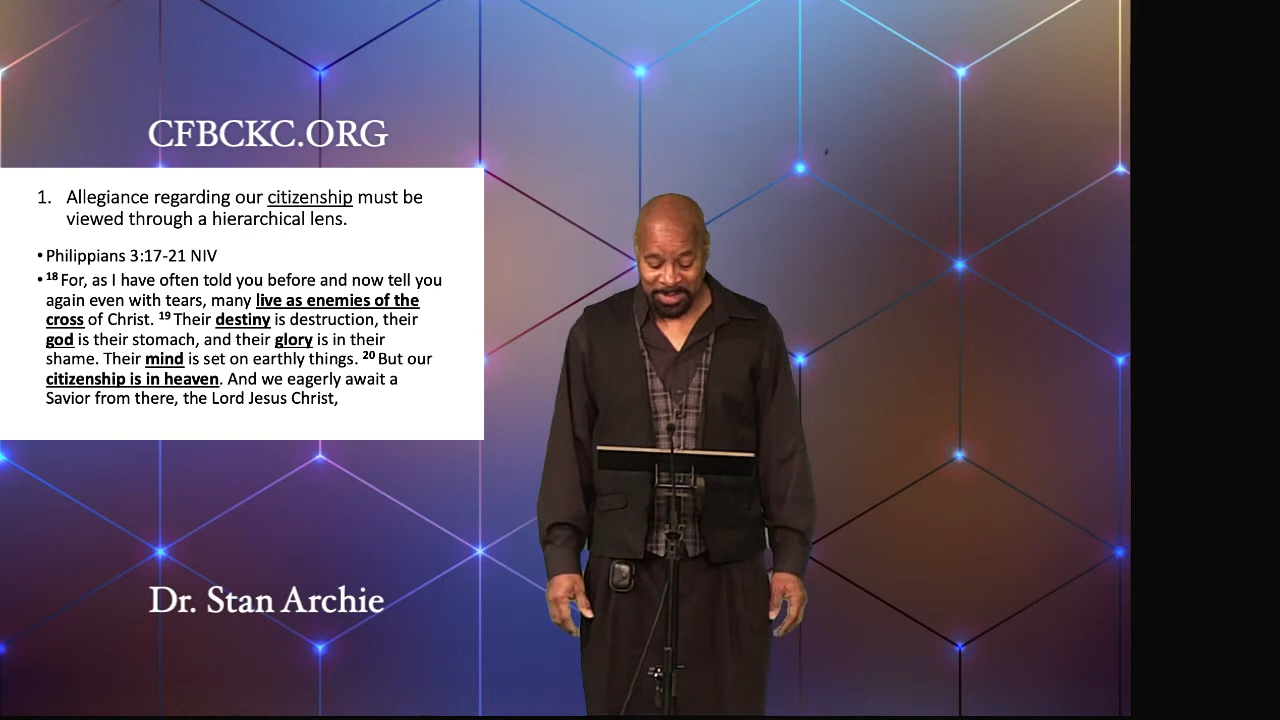 CFBCKC.ORG
1. Allegiance regarding our citizenship must be
viewed through a hierarchical lens.
• Philippians 3:17-21 NIV
• 18 For, as I have often told you before and now tell you
again even with tears, many live as enemies of the
cross of Christ. 19 Their destiny is destruction, their
god is their stomach, and their glory is in their
shame. Their mind is set on earthly things. 20 But our
citizenship is in heaven. And we eagerly await a
Savior from there, the Lord Jesus Christ,
Dr. Stan Archie